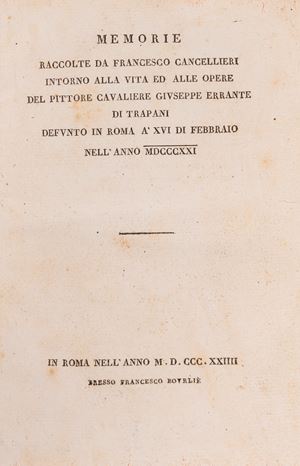 MEMORIE
RACCOLTE DA FRANCESCO CANCELLIERI
INTORNO ALLA VITA ED ALLE OPERE
DEL PITTORE CAVALIERE GIVSEPPE ERRANTE
DI TRAPANI
DEFVNTO IN ROMA A' XVI DI FEBBRAIO
NELL'ANNO MDCCCXXI
IN ROMA NELL'ANNO M. D. CCC. XXIIII
PRESSO FRANCESCO BOVRLIÈ